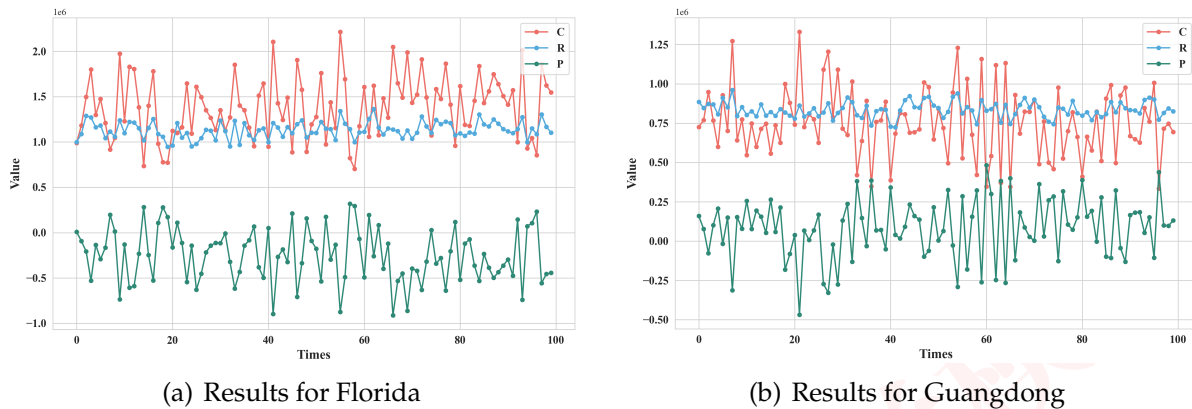 1e6
C
R
P
2.0
1.5
1.0
0.5
0.0
−0.5
−1.0
Value
0 20 40 60 80 100
Times
(a) Results for Florida
1e6
C
R
P
1.25
1.00
0.75
0.50
0.25
0.00
−0.25
−0.50
Value
0 20 40 60 80 100
Times
(b) Results for Guangdong